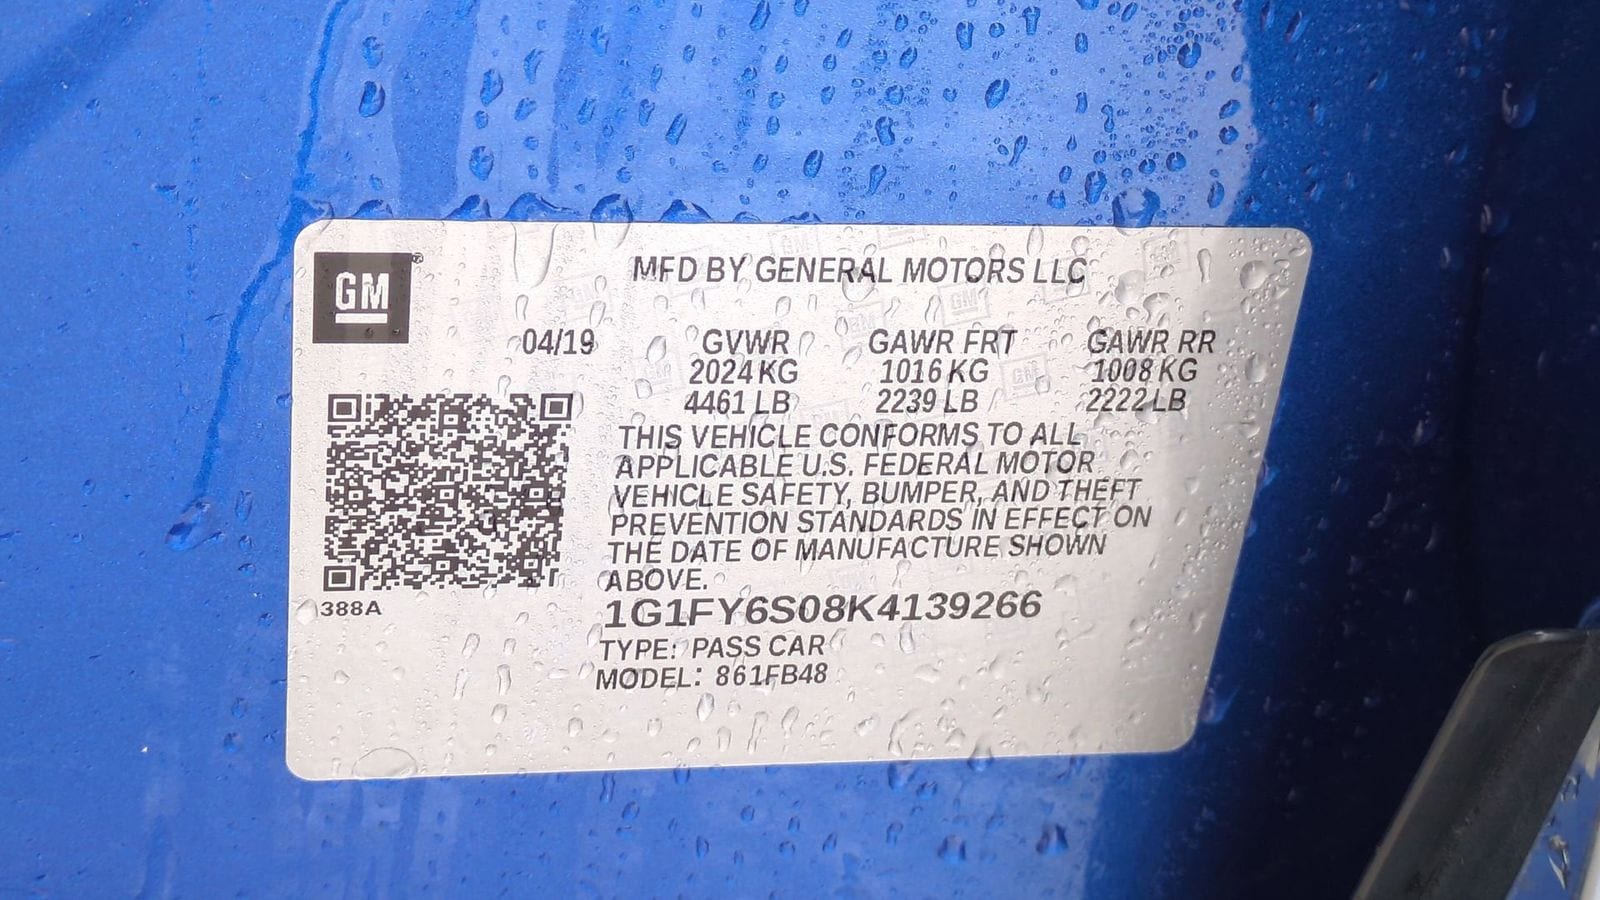 GM
MFD BY GENERAL MOTORS LLC
04/19 GVWR GAWR FRT GAWR RR
2024 KG 1016 KG 1008 KG
4461 LB 2239 LB 2222 LB
THIS VEHICLE CONFORMS TO ALL
APPLICABLE U.S. FEDERAL MOTOR
VEHICLE SAFETY, BUMPER, AND THEFT
PREVENTION STANDARDS IN EFFECT ON
THE DATE OF MANUFACTURE SHOWN
ABOVE.
388A
1G1FY6S08K4139266
TYPE: PASS CAR
MODEL: 861FB48